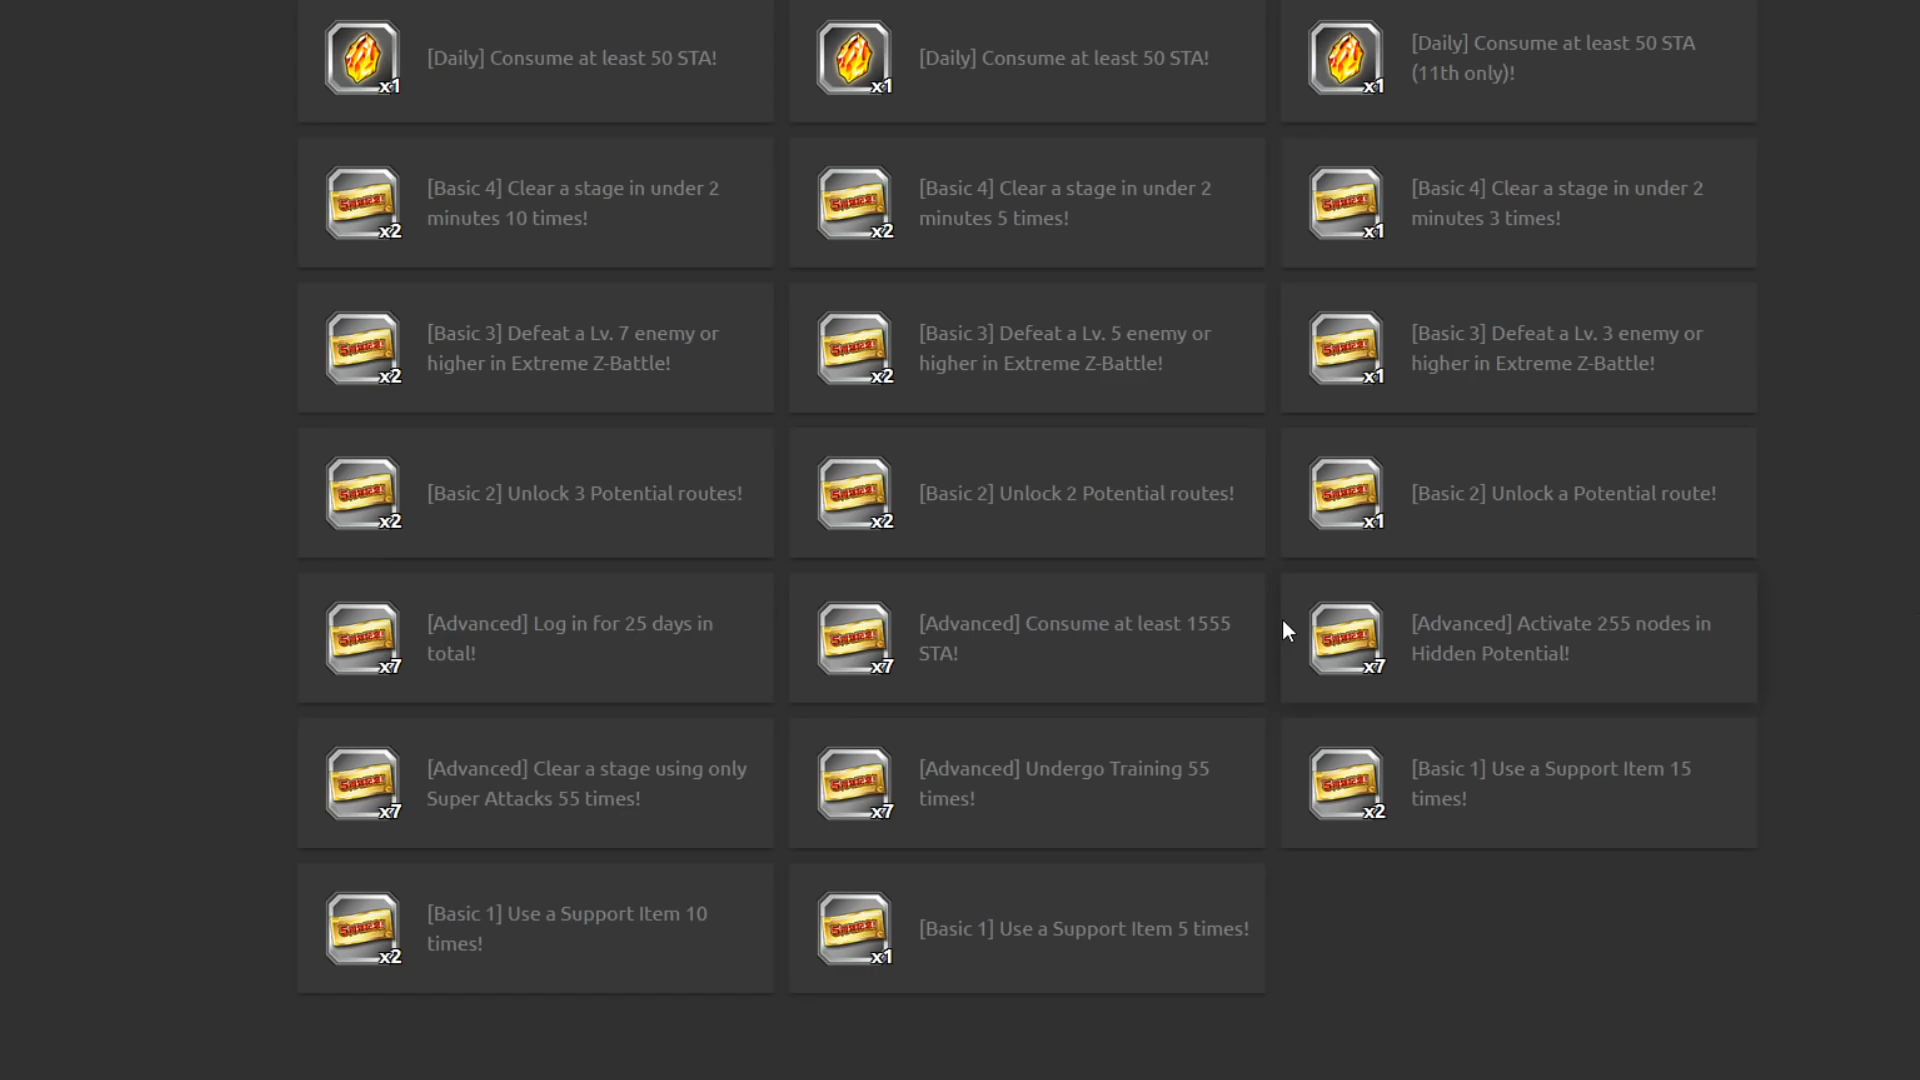 x1
[Daily] Consume at least 50 STA!
x1
[Daily] Consume at least 50 STA!
x1
[Daily] Consume at least 50 STA
(11th only)!
x2
[Basic 4] Clear a stage in under 2
minutes 10 times!
x2
[Basic 4] Clear a stage in under 2
minutes 5 times!
x1
[Basic 4] Clear a stage in under 2
minutes 3 times!
x2
[Basic 3] Defeat a Lv. 7 enemy or
higher in Extreme Z-Battle!
x2
[Basic 3] Defeat a Lv. 5 enemy or
higher in Extreme Z-Battle!
x1
[Basic 3] Defeat a Lv. 3 enemy or
higher in Extreme Z-Battle!
x2
[Basic 2] Unlock 3 Potential routes!
x2
[Basic 2] Unlock 2 Potential routes!
x1
[Basic 2] Unlock a Potential route!
x7
[Advanced] Log in for 25 days in
total!
x7
[Advanced] Consume at least 1555
STA!
x7
[Advanced] Activate 255 nodes in
Hidden Potential!
x7
[Advanced] Clear a stage using only
Super Attacks 55 times!
x7
[Advanced] Undergo Training 55
times!
x2
[Basic 1] Use a Support Item 15
times!
x2
[Basic 1] Use a Support Item 10
times!
x1
[Basic 1] Use a Support Item 5 times!